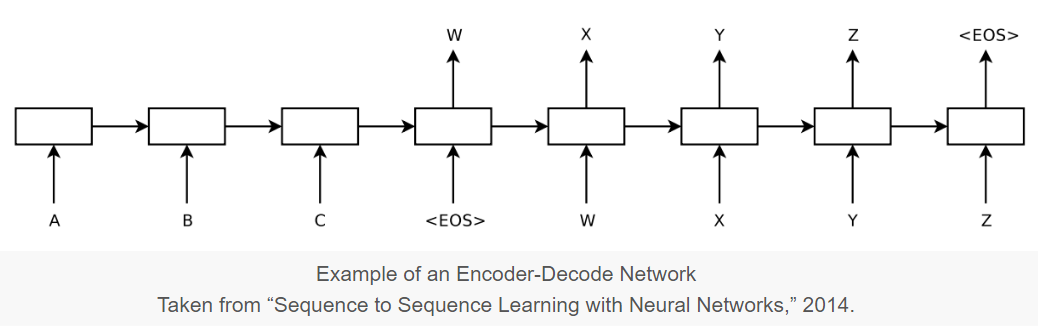 W X Y Z <EOS>
A B C <EOS> W X Y Z
Example of an Encoder-Decode Network
Taken from “Sequence to Sequence Learning with Neural Networks,” 2014.